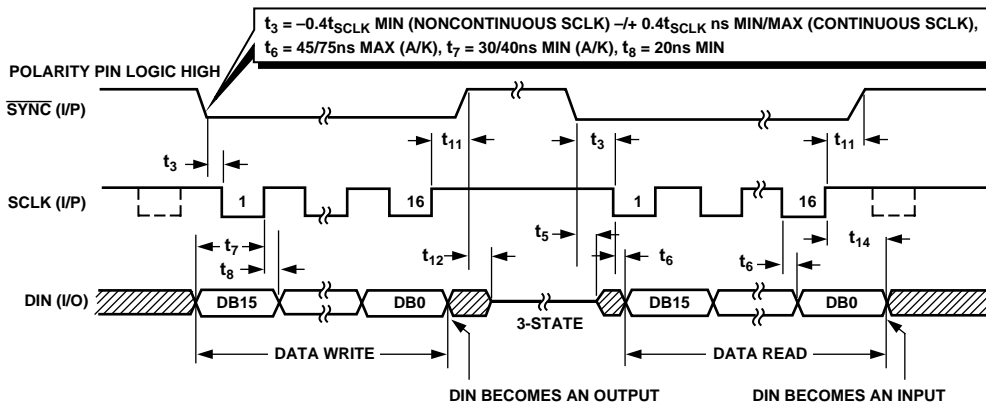 t3 = –0.4tSCLK MIN (NONCONTINUOUS SCLK) –/+ 0.4tSCLK ns MIN/MAX (CONTINUOUS SCLK),
t6 = 45/75ns MAX (A/K), t7 = 30/40ns MIN (A/K), t8 = 20ns MIN
POLARITY PIN LOGIC HIGH
SYNC (I/P)
t3
t11
t3
t11
SCLK (I/P)
1
16
1
16
t7
t8
t12
t5
t6
t6
t14
DIN (I/O)
DB15
DB0
3-STATE
DB15
DB0
DATA WRITE
DATA READ
DIN BECOMES AN OUTPUT
DIN BECOMES AN INPUT